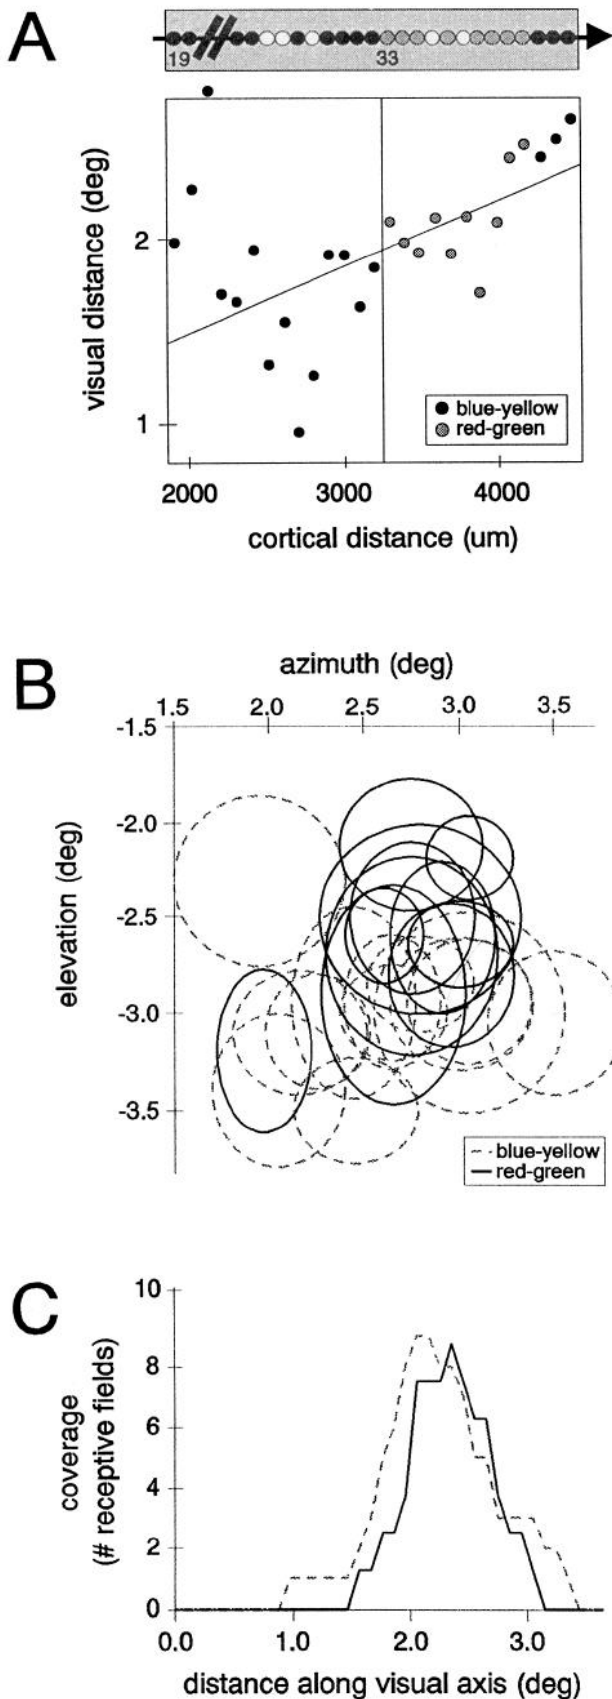 A
19
33
visual distance (deg)
2
1
blue-yellow
red-green
2000 3000 4000
cortical distance (um)
B
azimuth (deg)
1.5 2.0 2.5 3.0 3.5
elevation (deg)
-1.5
-2.0
-2.5
-3.0
-3.5
blue-yellow
red-green
C
coverage
(# receptive fields)
10
8
6
4
2
0
0.0 1.0 2.0 3.0
distance along visual axis (deg)